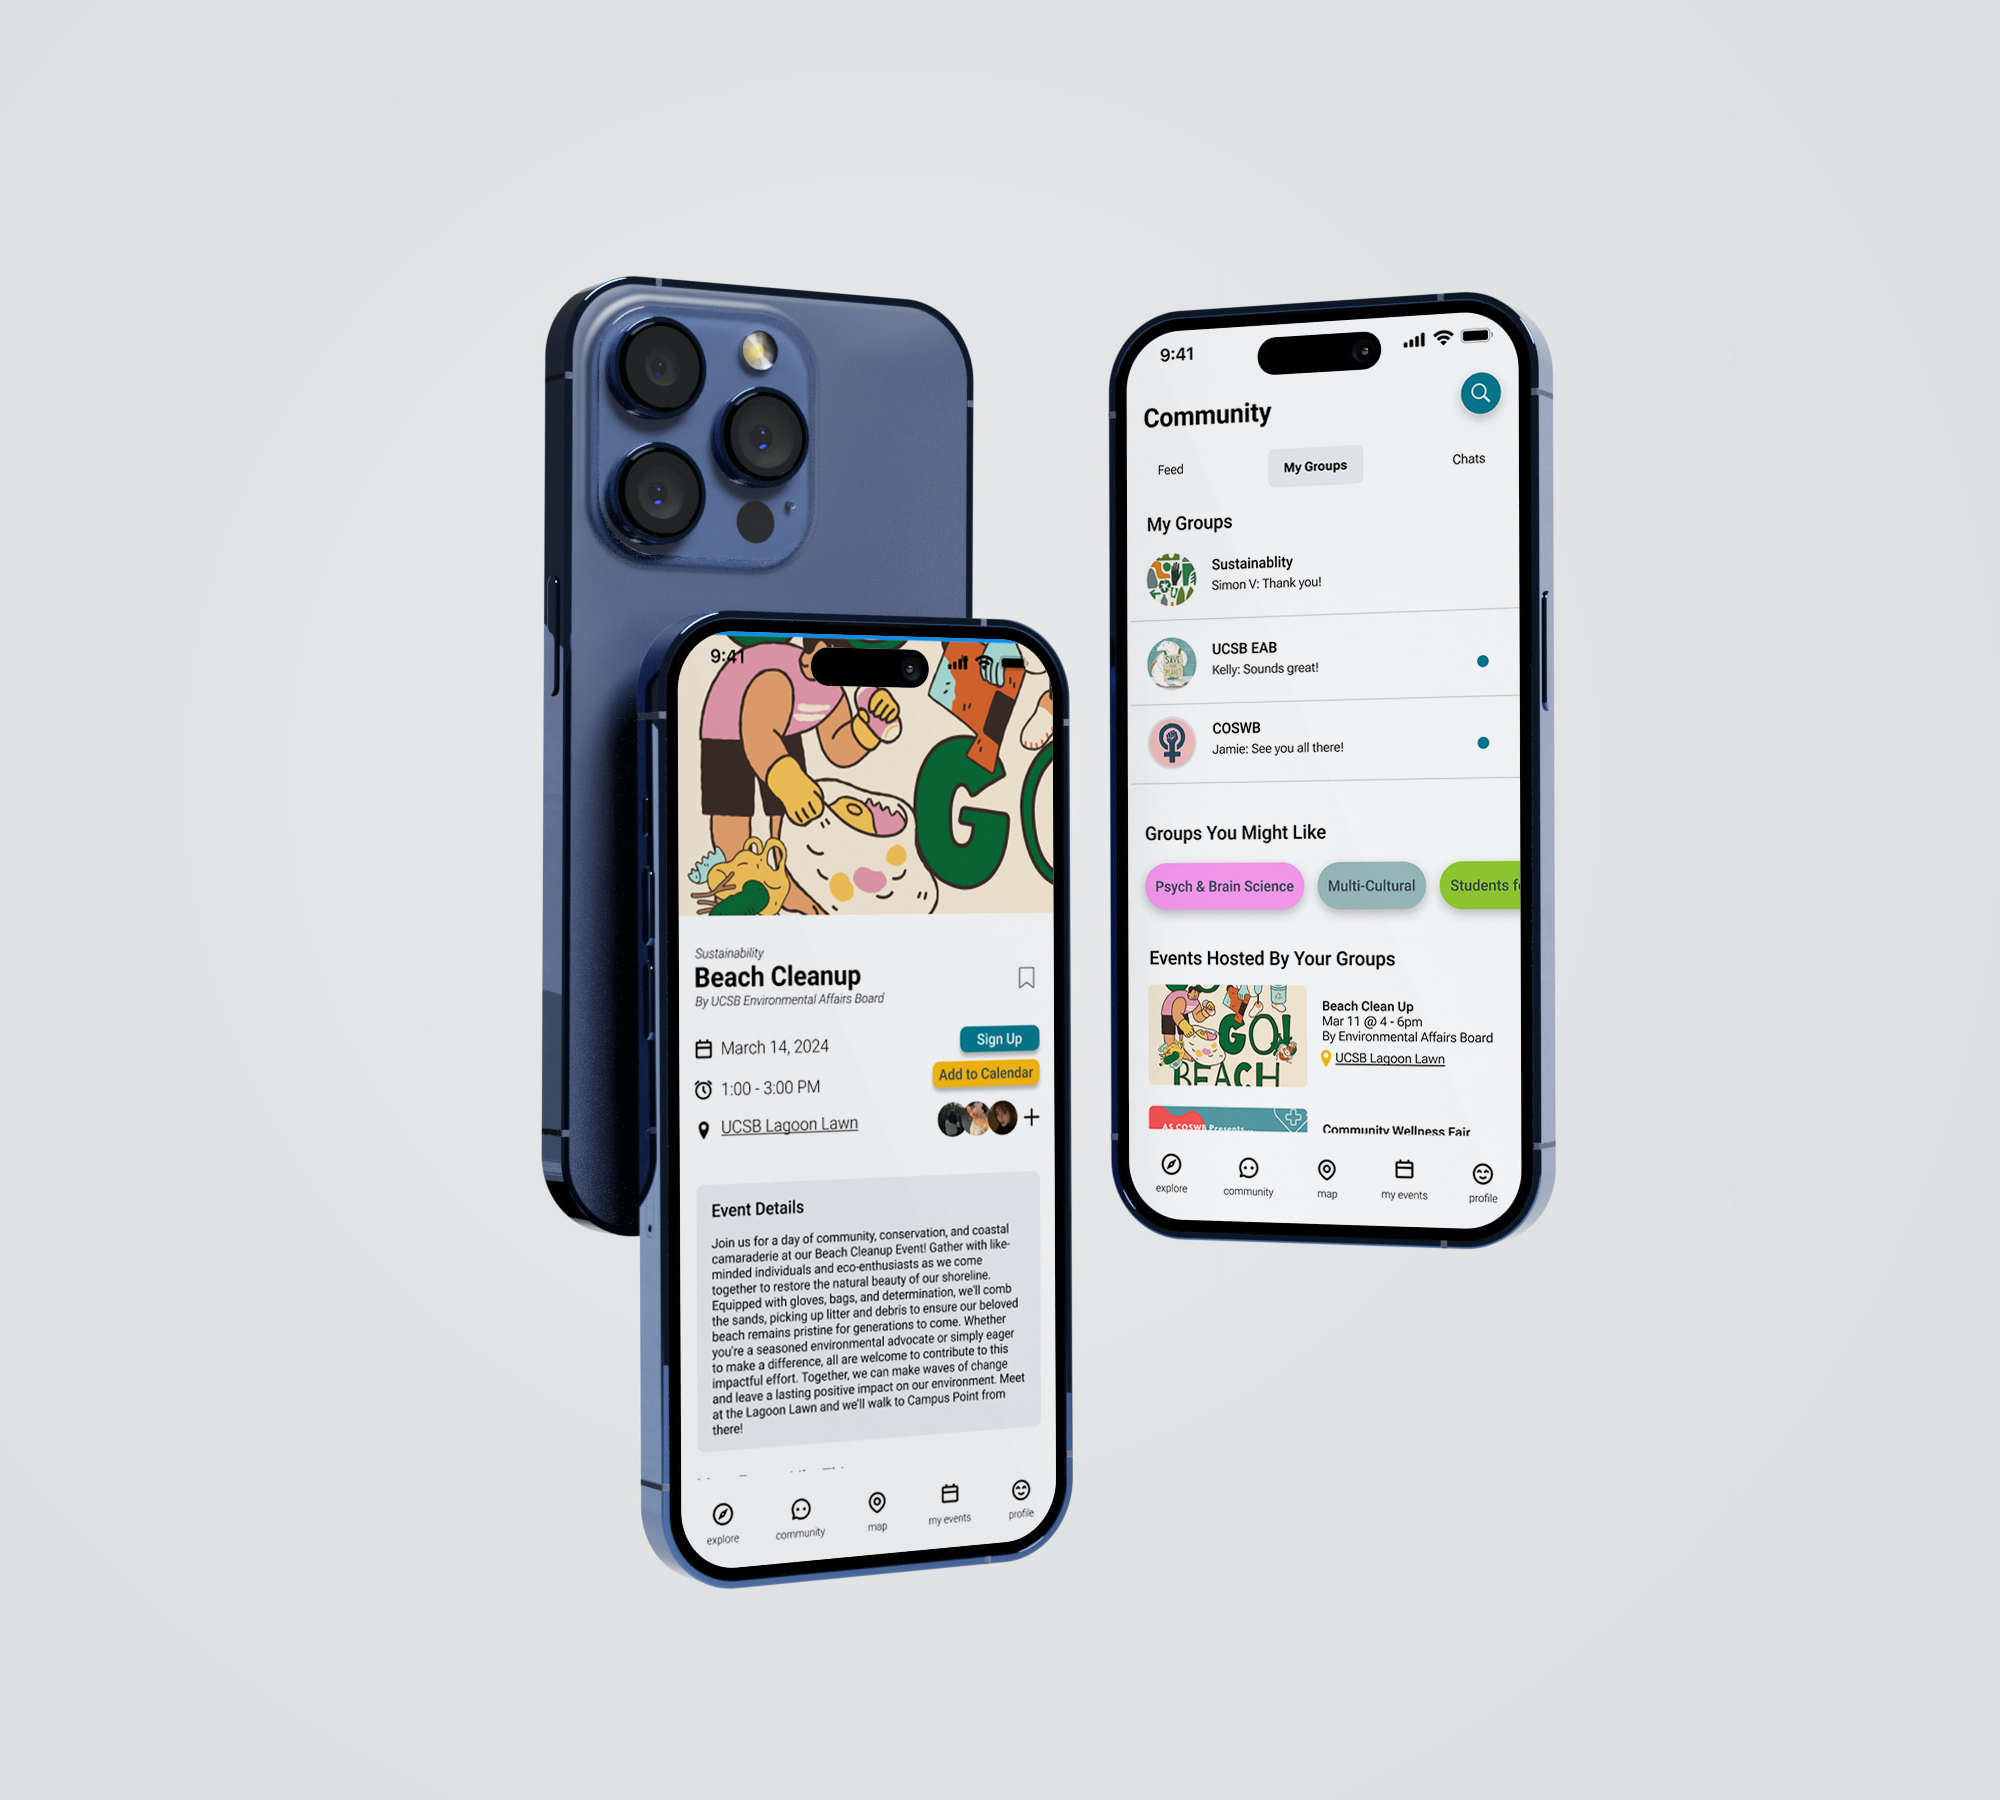 9:41
GO
Sustainability
Beach Cleanup
By UCSB Environmental Affairs Board
March 14, 2024
Sign Up
Add to Calendar
1:00 - 3:00 PM
UCSB Lagoon Lawn
Event Details
Join us for a day of community, conservation, and coastal
camaraderie at our Beach Cleanup Event! Gather with like-
minded individuals and eco-enthusiasts as we come
together to restore the natural beauty of our shoreline.
Equipped with gloves, bags, and determination, we'll comb
the sands, picking up litter and debris to ensure our beloved
beach remains pristine for generations to come. Whether
you're a seasoned environmental advocate or simply eager
to make a difference, all are welcome to contribute to this
impactful effort. Together, we can make waves of change
and leave a lasting positive impact on our environment. Meet
at the Lagoon Lawn and we'll walk to Campus Point from
there!
explore
community
map
my events
profile
9:41
Community
Feed
My Groups
Chats
My Groups
Sustainablity
Simon V: Thank you!
SAVE
PLANET
UCSB EAB
Kelly: Sounds great!
COSWB
Jamie: See you all there!
Groups You Might Like
Psych & Brain Science
Multi-Cultural
Students f
Events Hosted By Your Groups
GO!
BEACH
Beach Clean Up
Mar 11 @ 4 - 6pm
By Environmental Affairs Board
UCSB Lagoon Lawn
AS COSWB Presents...
Community Wellness Fair
explore
community
map
my events
profile